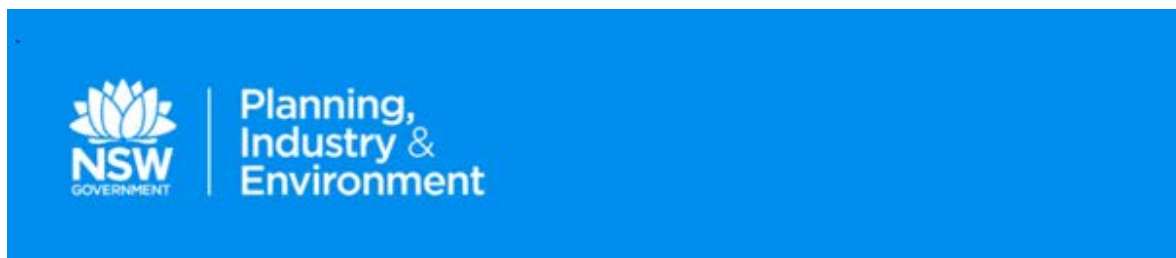 NSW
GOVERNMENT
Planning,
Industry &
Environment